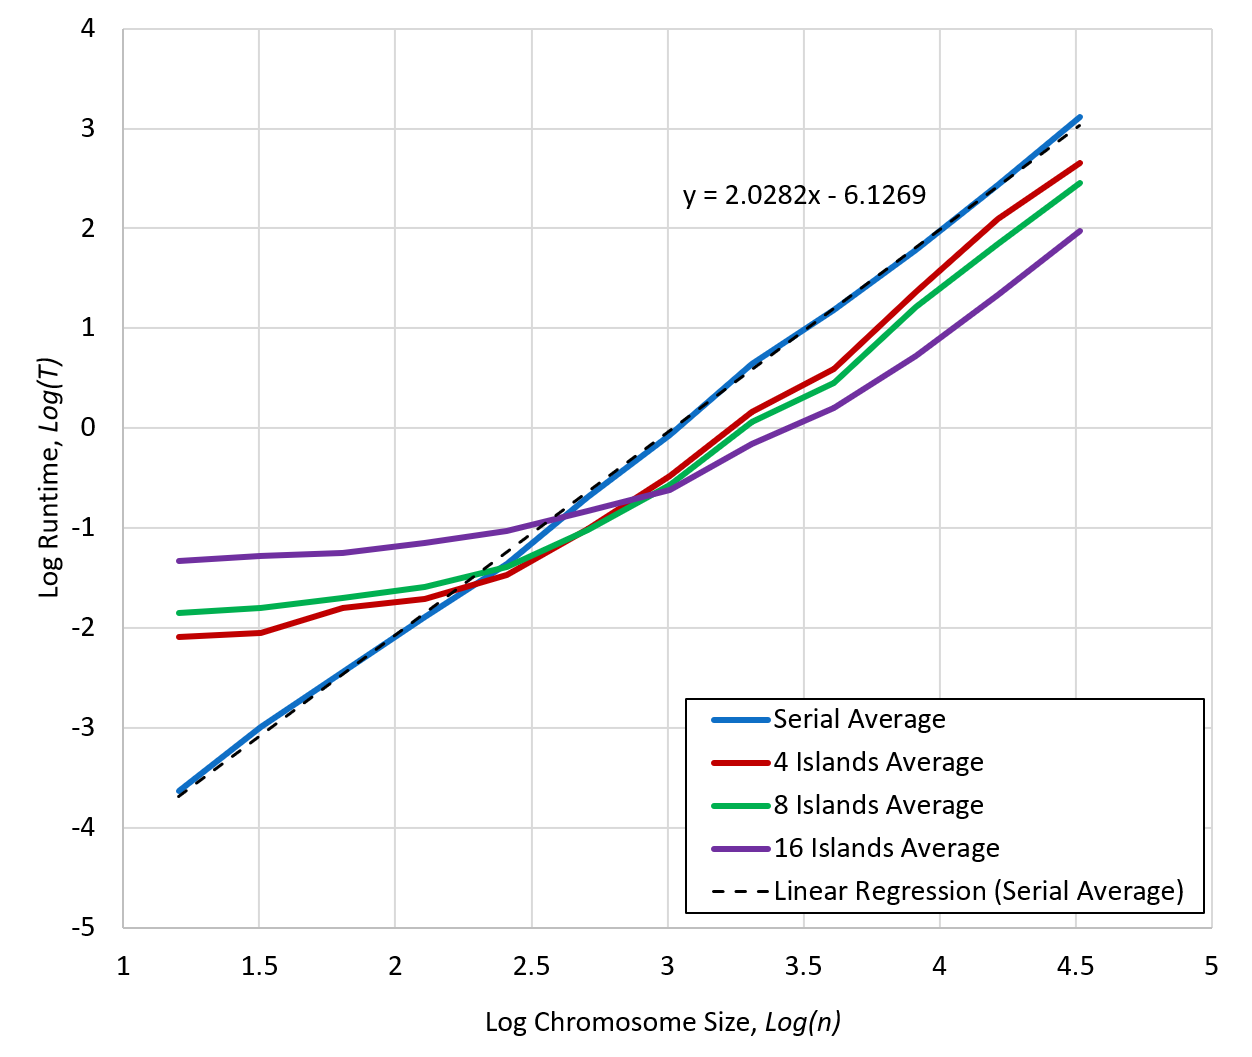 4
3
2
1
0
-1
-2
-3
-4
-5
Log Runtime, Log(T)
y = 2.0282x - 6.1269
Serial Average
4 Islands Average
8 Islands Average
16 Islands Average
Linear Regression (Serial Average)
1 1.5 2 2.5 3 3.5 4 4.5 5
Log Chromosome Size, Log(n)